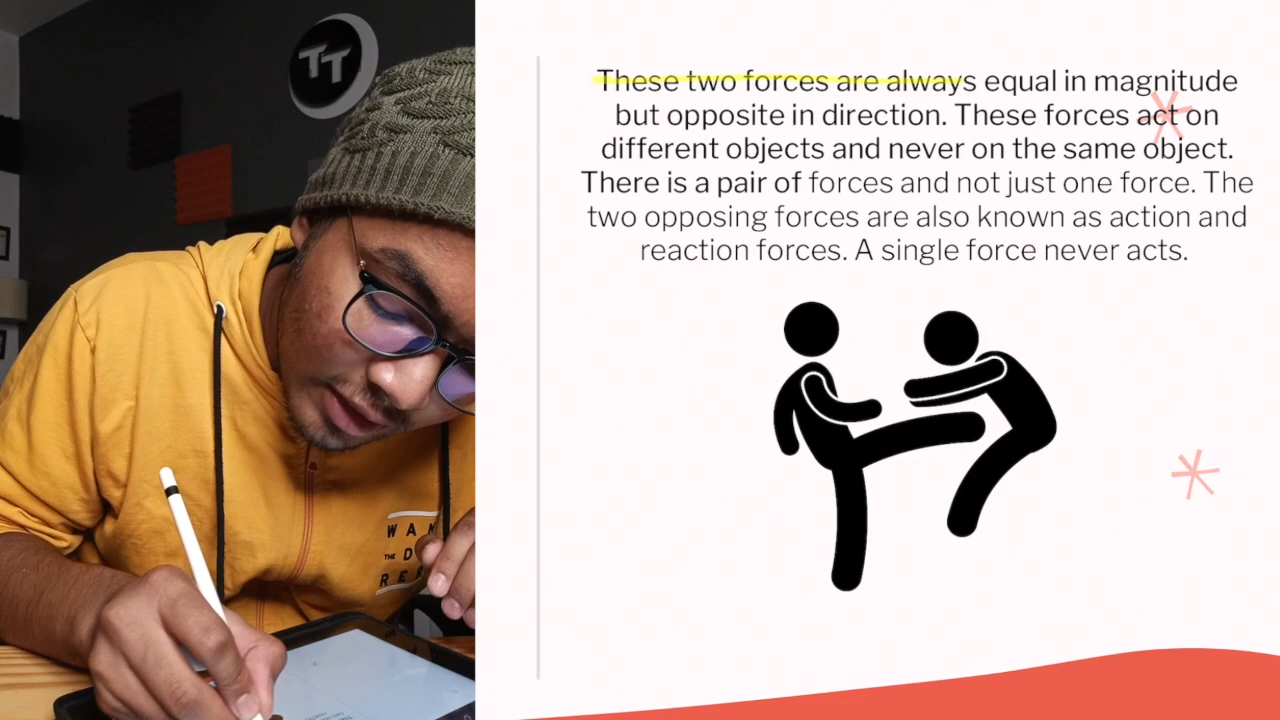 TT
These two forces are always equal in magnitude
but opposite in direction. These forces act on
different objects and never on the same object.
There is a pair of forces and not just one force. The
two opposing forces are also known as action and
reaction forces. A single force never acts.
WAN
THE D
RE